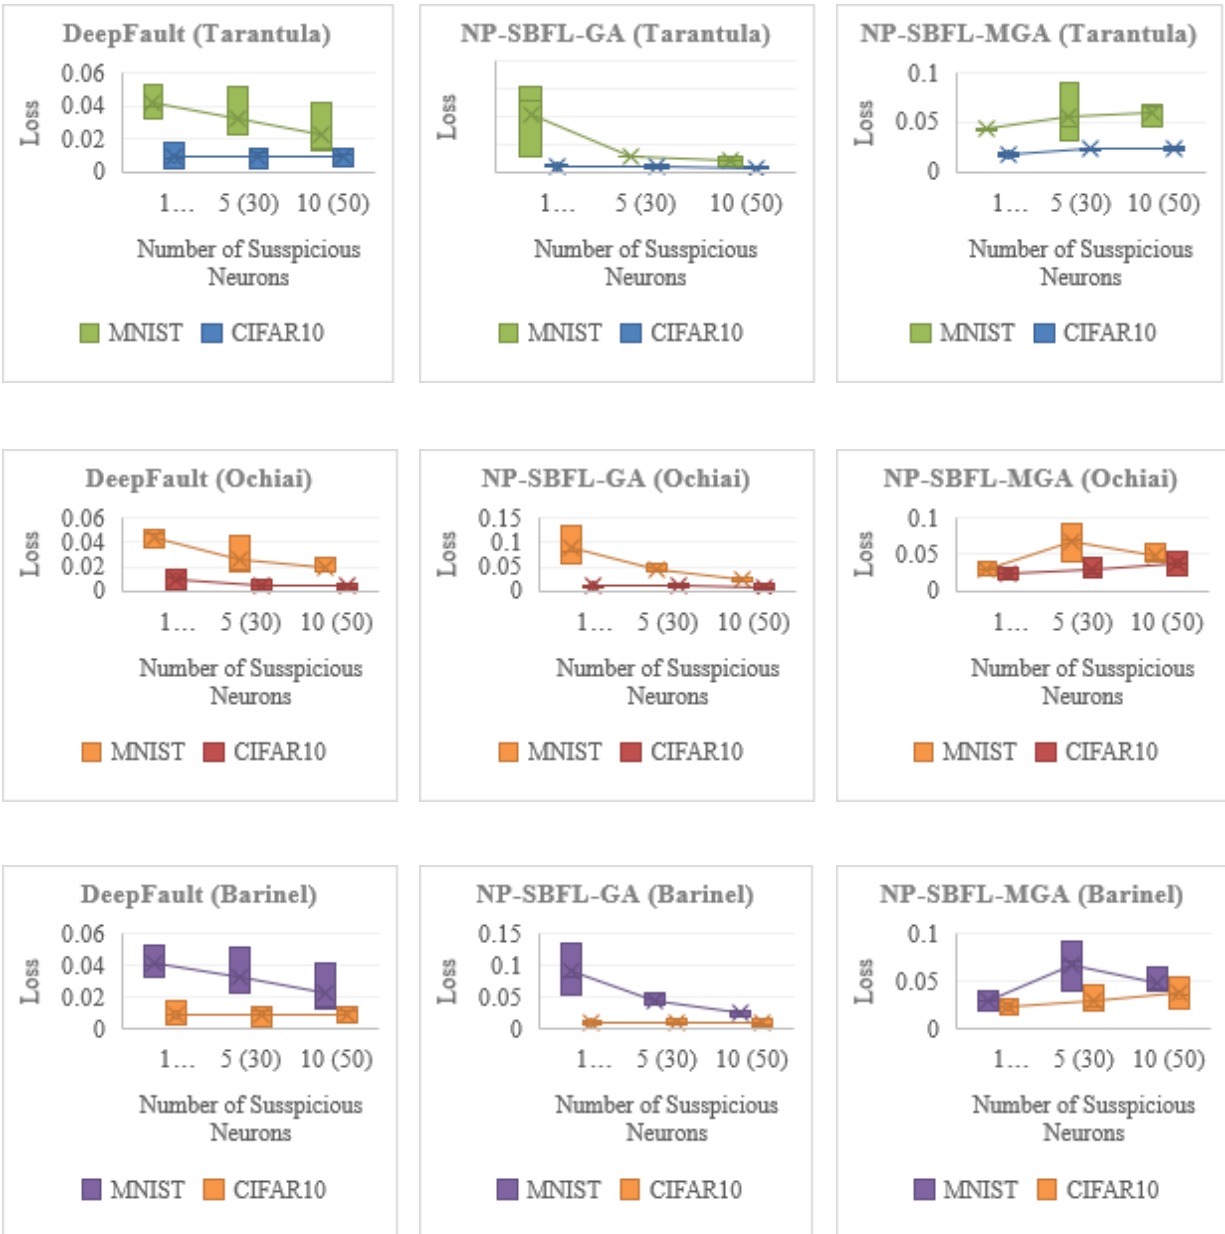 DeepFault (Tarantula)
0.06
0.04
0.02
0
Loss
1... 5 (30) 10 (50)
Number of Susspicious
Neurons
MNIST CIFAR10
NP-SBFL-GA (Tarantula)
Loss
1... 5 (30) 10 (50)
Number of Susspicious
Neurons
MNIST CIFAR10
NP-SBFL-MGA (Tarantula)
0.1
0.05
0
Loss
1... 5 (30) 10 (50)
Number of Susspicious
Neurons
MNIST CIFAR10
DeepFault (Ochiai)
0.06
0.04
0.02
0
Loss
1... 5 (30) 10 (50)
Number of Susspicious
Neurons
MNIST CIFAR10
NP-SBFL-GA (Ochiai)
0.15
0.1
0.05
0
Loss
1... 5 (30) 10 (50)
Number of Susspicious
Neurons
MNIST CIFAR10
NP-SBFL-MGA (Ochiai)
0.1
0.05
0
Loss
1... 5 (30) 10 (50)
Number of Susspicious
Neurons
MNIST CIFAR10
DeepFault (Barinel)
0.06
0.04
0.02
0
Loss
1... 5 (30) 10 (50)
Number of Susspicious
Neurons
MNIST CIFAR10
NP-SBFL-GA (Barinel)
0.15
0.1
0.05
0
Loss
1... 5 (30) 10 (50)
Number of Susspicious
Neurons
MNIST CIFAR10
NP-SBFL-MGA (Barinel)
0.1
0.05
0
Loss
1... 5 (30) 10 (50)
Number of Susspicious
Neurons
MNIST CIFAR10